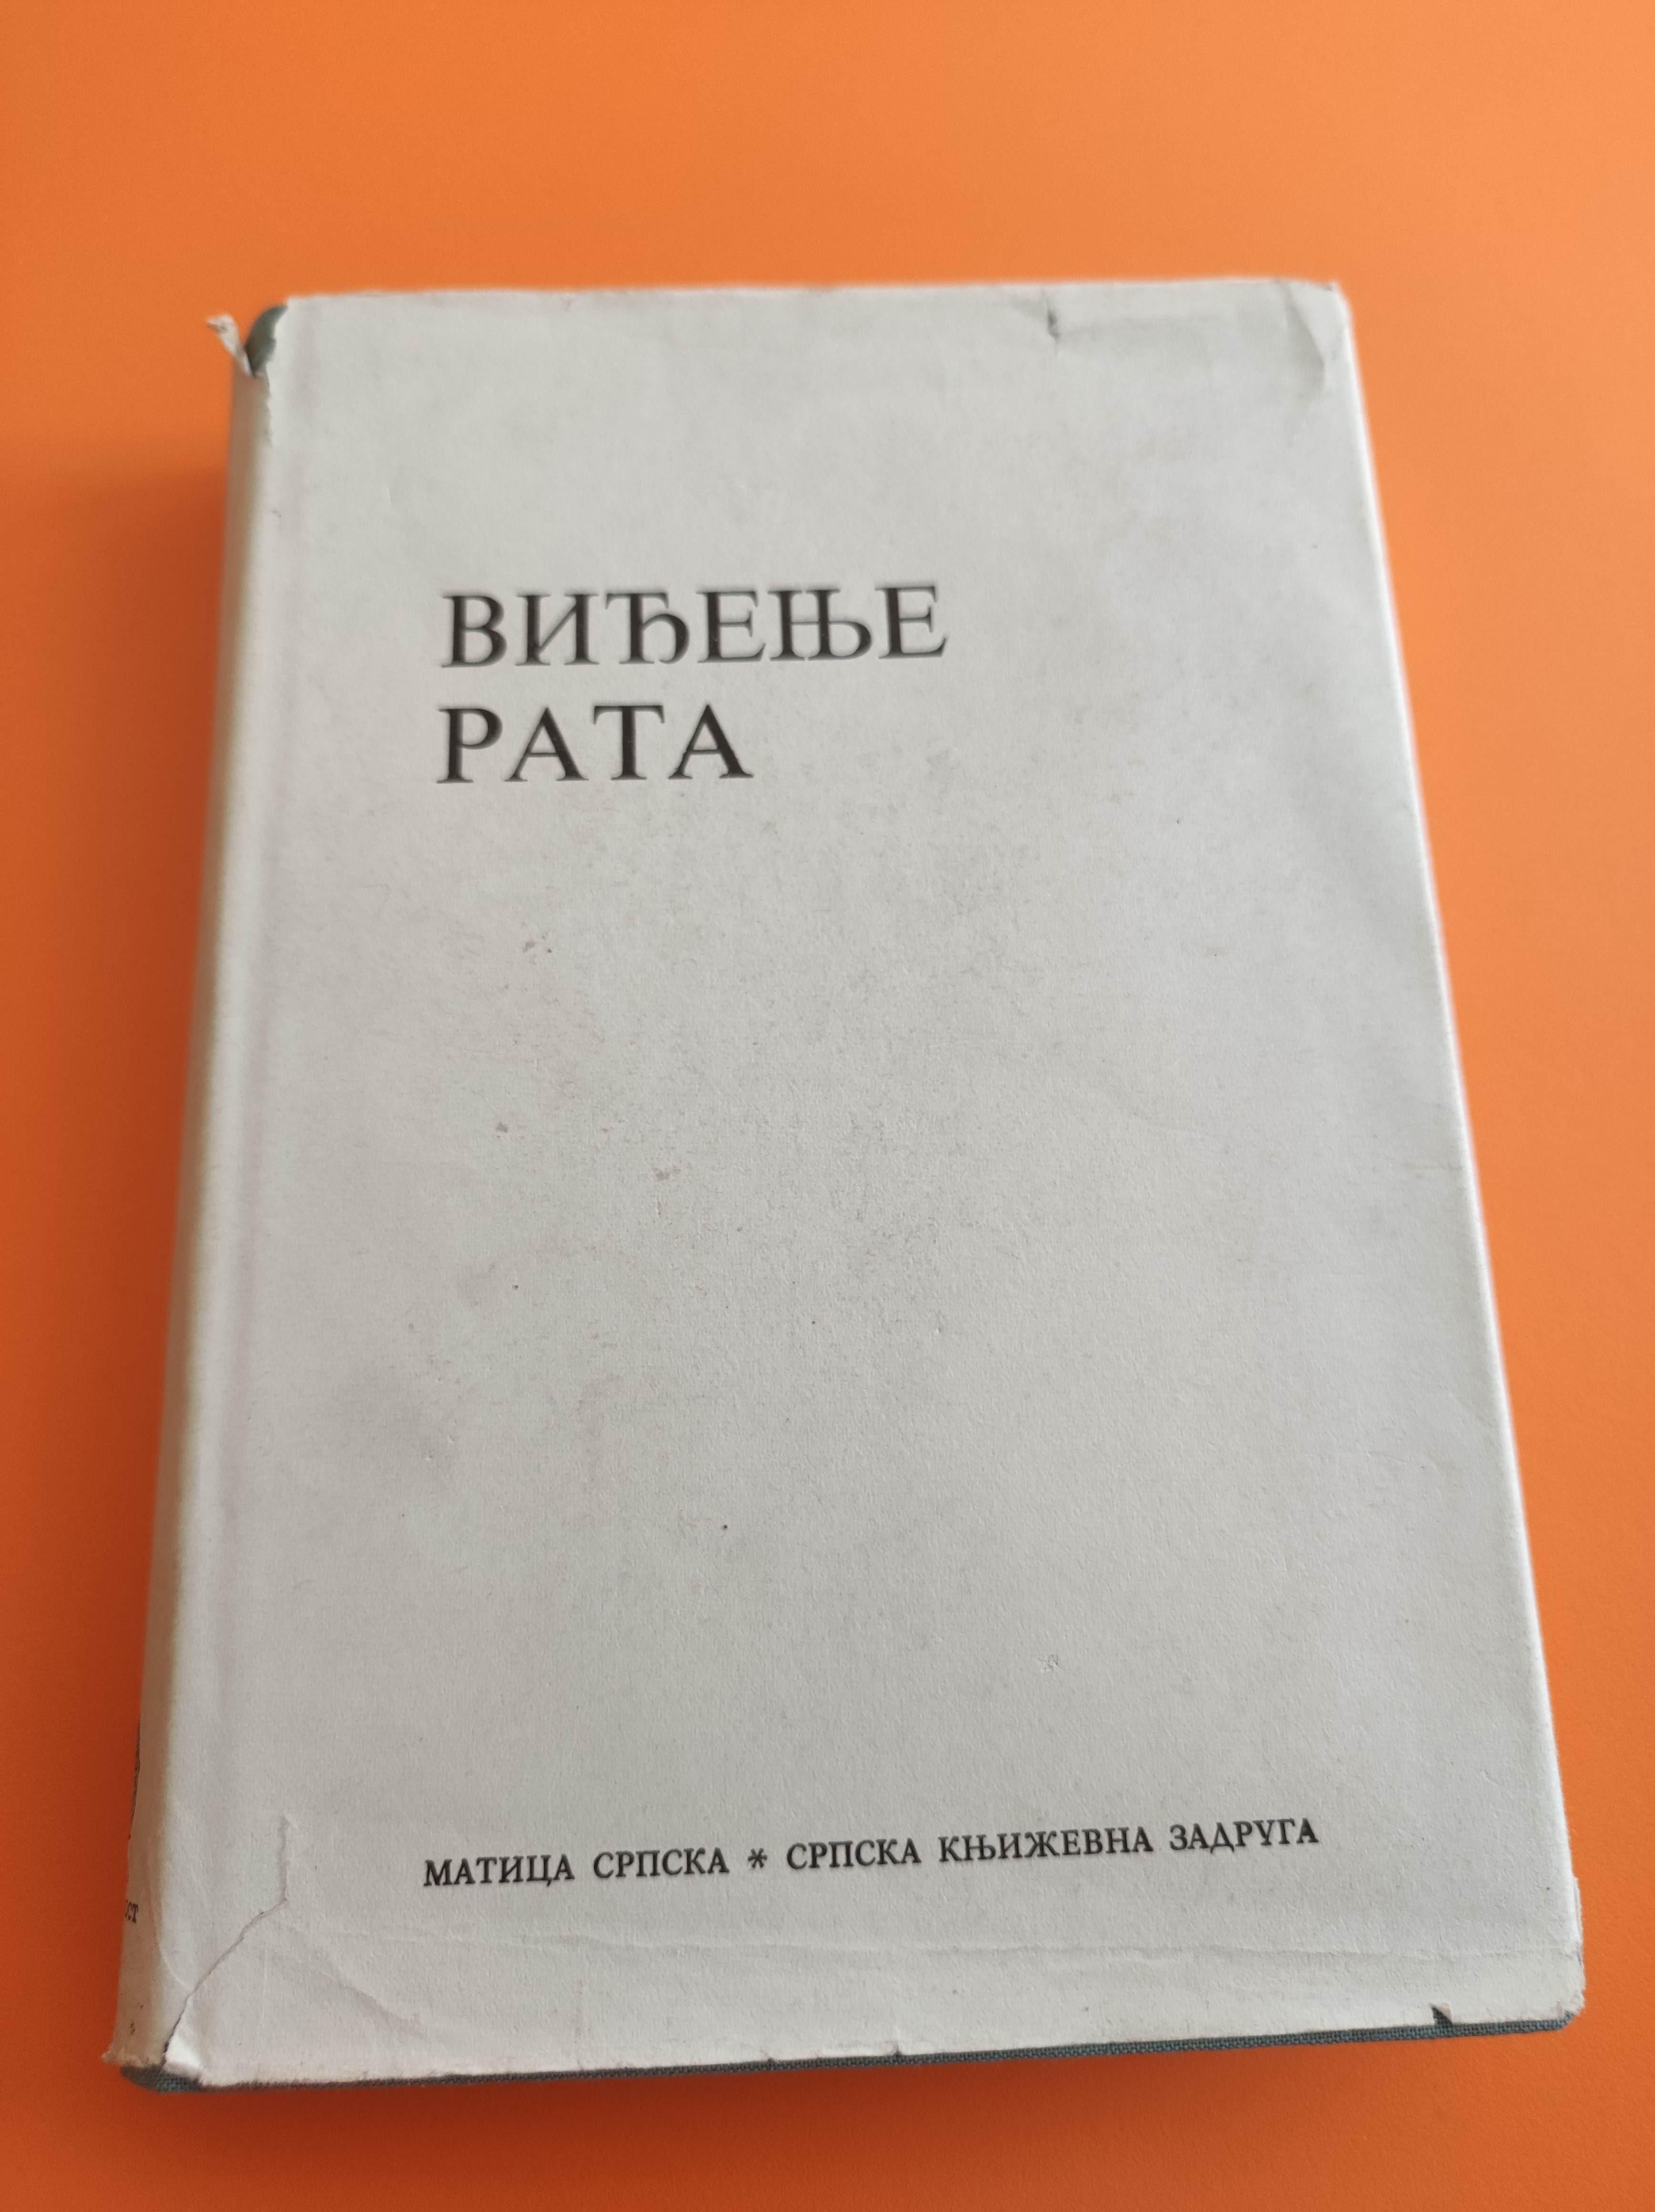 ВИЂЕЊЕ
РАТА
МАТИЦА СРПСКА * СРПСКА КЊИЖЕВНА ЗАДРУГА